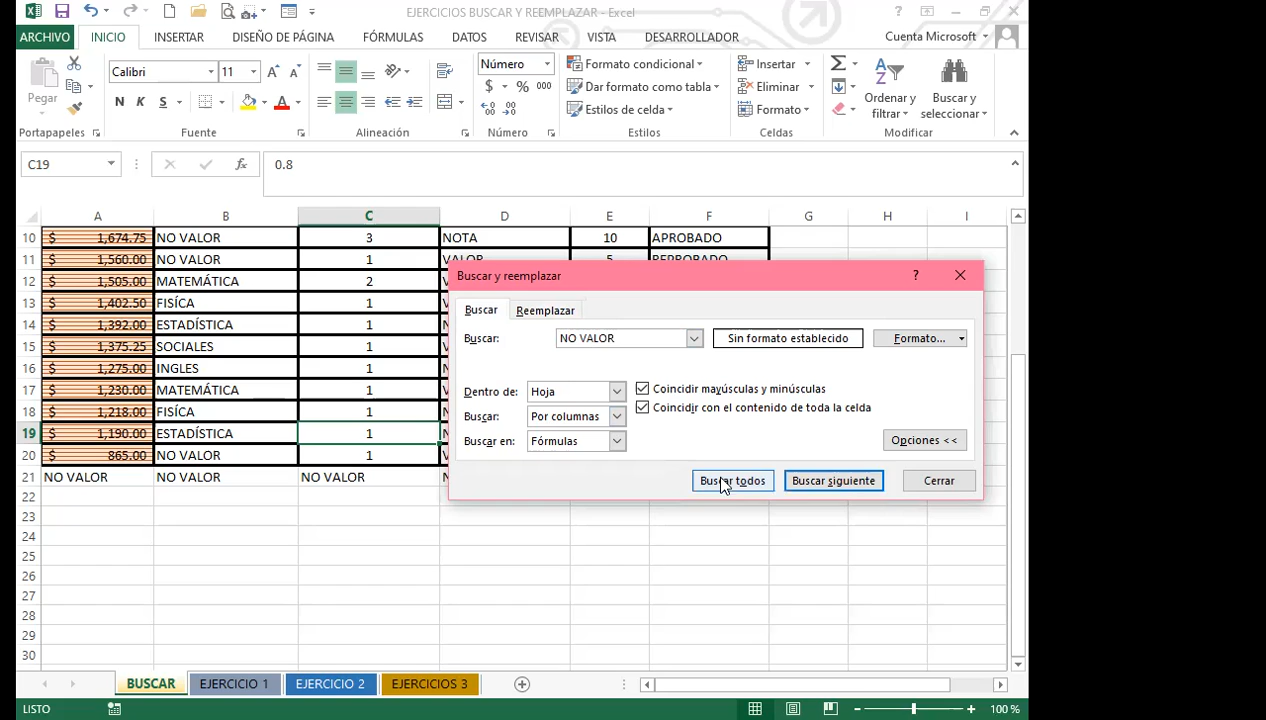 EJERCICIOS BUSCAR Y REEMPLAZAR - Excel
ARCHIVO INICIO INSERTAR DISEÑO DE PÁGINA FÓRMULAS DATOS REVISAR VISTA DESARROLLADOR Cuenta Microsoft
Pegar Calibri 11 Número Formato condicional Insertar Ordenar y filtrar Buscar y seleccionar
N K S $ % 000 Dar formato como tabla Eliminar
Estilos de celda Formato
Portapapeles Fuente Alineación Número Estilos Celdas Modificar
C19 fx 0.8
A B C D E F G H I
10 $ 1,674.75 NO VALOR 3 NOTA 10 APROBADO
11 $ 1,560.00 NO VALOR 1 VALOR 5 REPROBADO
12 $ 1,505.00 MATEMÁTICA 2
13 $ 1,402.50 FISÍCA 1
14 $ 1,392.00 ESTADÍSTICA 1
15 $ 1,375.25 SOCIALES 1
16 $ 1,275.00 INGLES 1
17 $ 1,230.00 MATEMÁTICA 1
18 $ 1,218.00 FISÍCA 1
19 $ 1,190.00 ESTADÍSTICA 1
20 $ 865.00 NO VALOR 1
21 NO VALOR NO VALOR NO VALOR
22
23
24
25
26
27
28
29
30
Buscar y reemplazar ?
Buscar Reemplazar
Buscar: NO VALOR Sin formato establecido Formato...
Dentro de: Hoja Coincidir mayúsculas y minúsculas
Buscar: Por columnas Coincidir con el contenido de toda la celda
Buscar en: Fórmulas Opciones <<
Buscar todos Buscar siguiente Cerrar
BUSCAR EJERCICIO 1 EJERCICIO 2 EJERCICIOS 3
LISTO 100 %